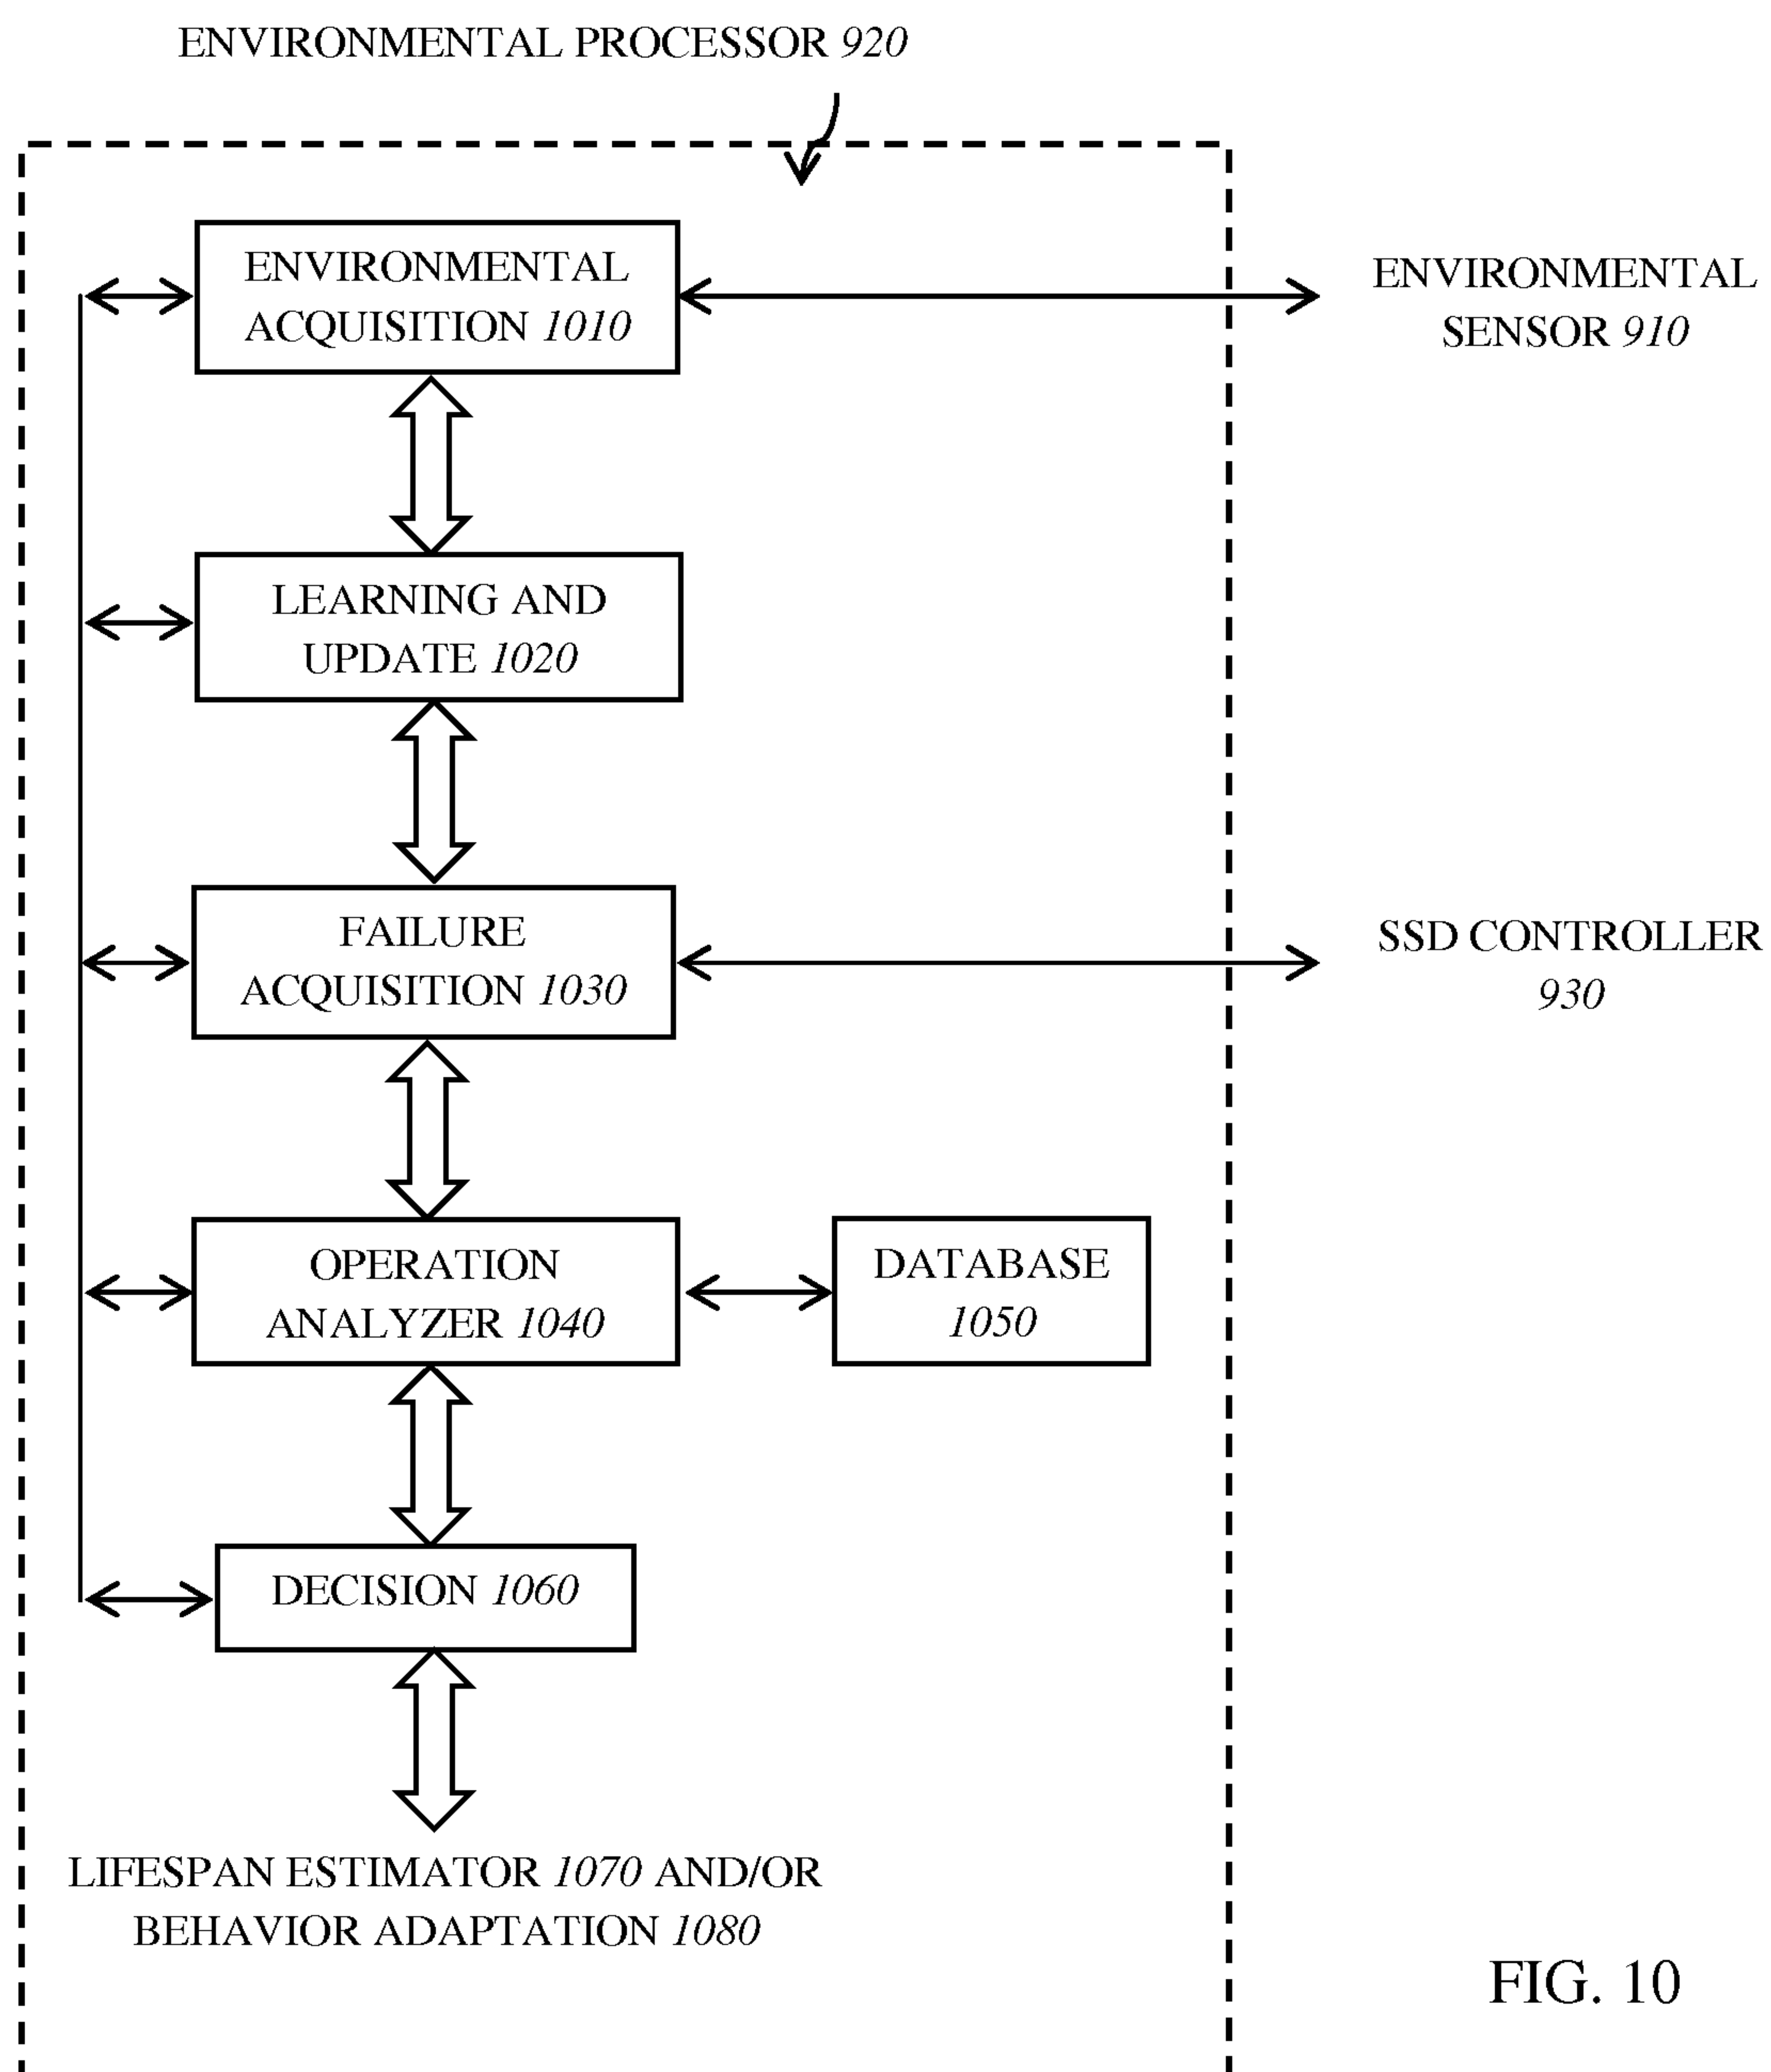 ENVIRONMENTAL PROCESSOR 920
ENVIRONMENTAL
ACQUISITION 1010
ENVIRONMENTAL
SENSOR 910
LEARNING AND
UPDATE 1020
FAILURE
ACQUISITION 1030
SSD CONTROLLER
930
OPERATION
ANALYZER 1040
DATABASE
1050
DECISION 1060
LIFESPAN ESTIMATOR 1070 AND/OR
BEHAVIOR ADAPTATION 1080
FIG. 10